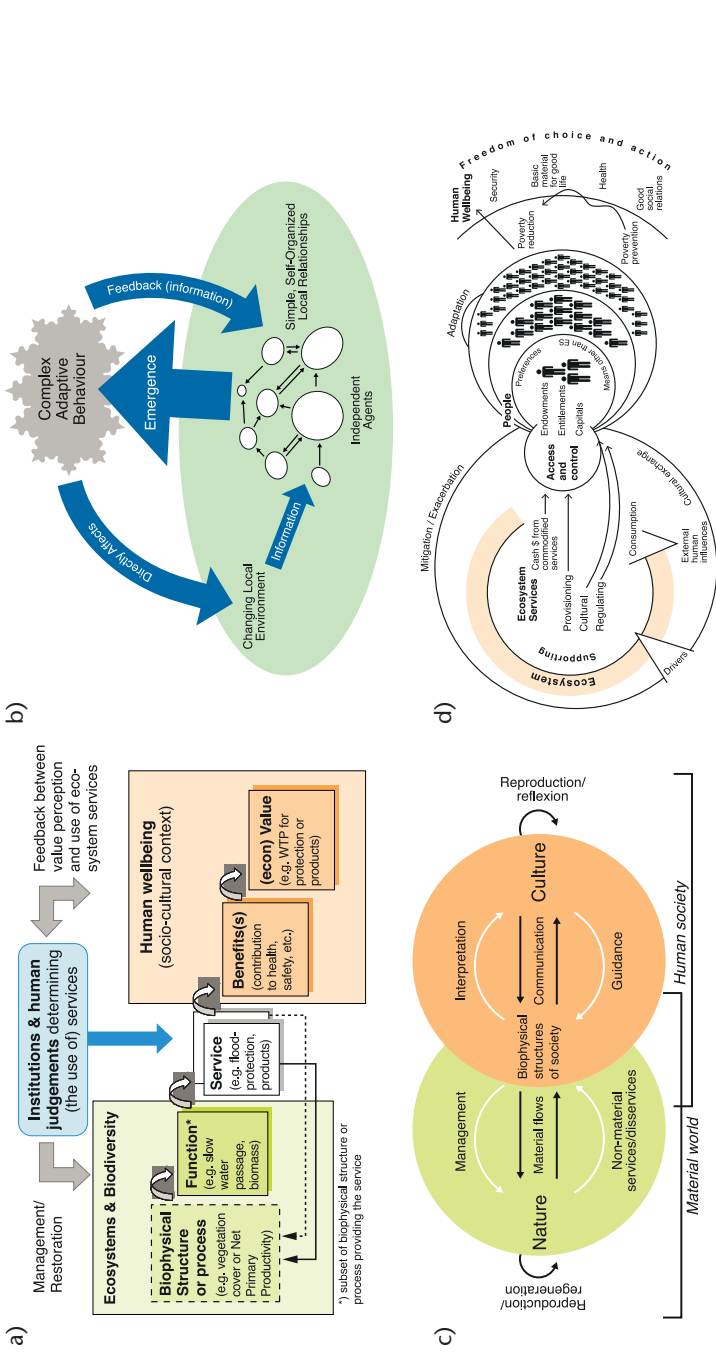 a)
Management/
Restoration
Institutions & human
judgements determining
(the use of) services
Feedback between
value perception
and use of eco-
system services
Ecosystems & Biodiversity
Biophysical
Structure
or process
(e.g. vegetation
cover or Net
Primary
Productivity)
Function*
(e.g. slow
water
passage,
biomass)
Service
(e.g. flood-
protection,
products)
Human wellbeing
(socio-cultural context)
Benefits(s)
(contribution
to health,
safety, etc.)
(econ) Value
(e.g. WTP for
protection or
products)
*) subset of biophysical structure or
process providing the service
b)
Complex
Adaptive
Behaviour
Directly Affects
Emergence
Feedback (information)
Changing Local
Environment
Information
Simple, Self-Organized
Local Relationships
Independent
Agents
c)
Reproduction/
regeneration
Nature
Management
Material flows
Non-material
services/disservices
Biophysical
structures
of society
Interpretation
Communication
Guidance
Culture
Reproduction/
reflexion
Material world
Human society
d)
Mitigation / Exacerbation
Ecosystem
Supporting
Ecosystem
Services
Cash $ from
commodified
services
Provisioning
Cultural
Regulating
Drivers
Consumption
External
human
influences
Cultural exchange
Access
and
control
People
Preferences
Endowments
Entitlements
Capitals
Means other than ES
Adaptation
Poverty
reduction
Poverty
prevention
Human
Wellbeing
Security
Basic
material
for good
life
Health
Good
social
relations
Freedom of choice and action